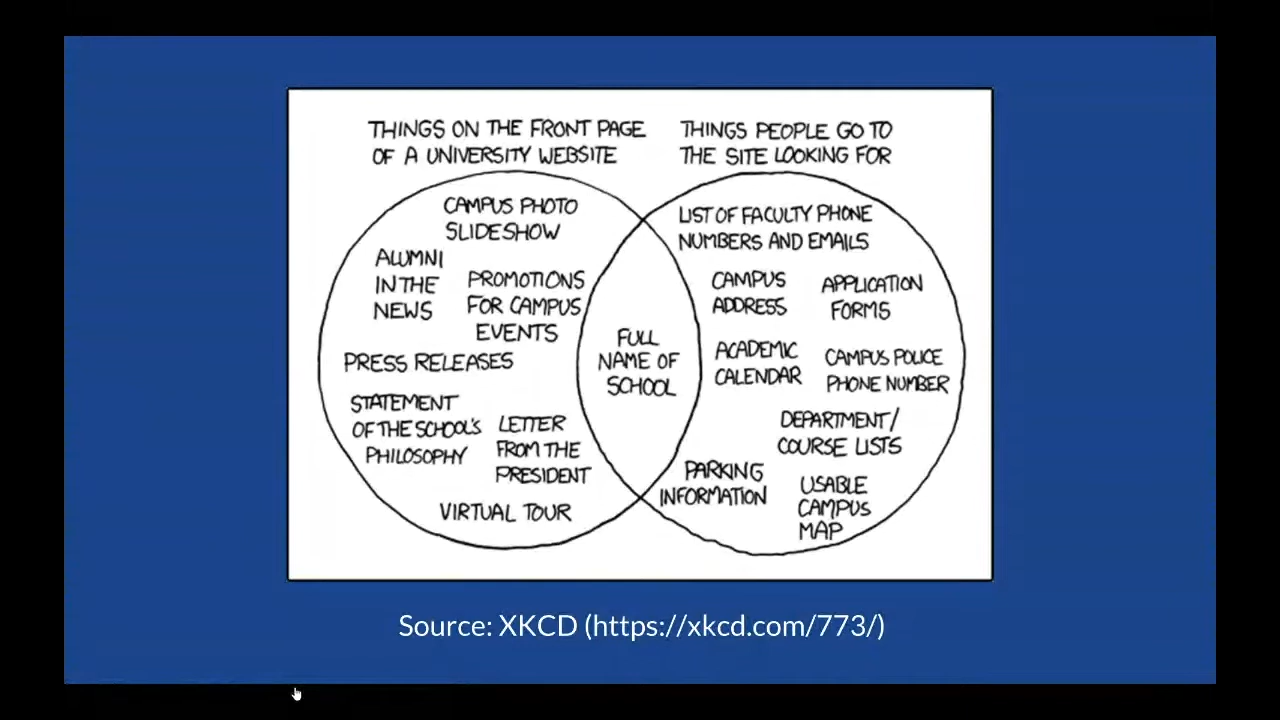 THINGS ON THE FRONT PAGE
OF A UNIVERSITY WEBSITE
THINGS PEOPLE GO TO
THE SITE LOOKING FOR
CAMPUS PHOTO
SLIDESHOW
ALUMNI
IN THE
NEWS
PROMOTIONS
FOR CAMPUS
EVENTS
PRESS RELEASES
STATEMENT
OF THE SCHOOL'S
PHILOSOPHY
LETTER
FROM THE
PRESIDENT
VIRTUAL TOUR
FULL
NAME OF
SCHOOL
LIST OF FACULTY PHONE
NUMBERS AND EMAILS
CAMPUS
ADDRESS
APPLICATION
FORMS
ACADEMIC
CALENDAR
CAMPUS POLICE
PHONE NUMBER
DEPARTMENT/
COURSE LISTS
PARKING
INFORMATION
USABLE
CAMPUS
MAP
Source: XKCD (https://xkcd.com/773/)